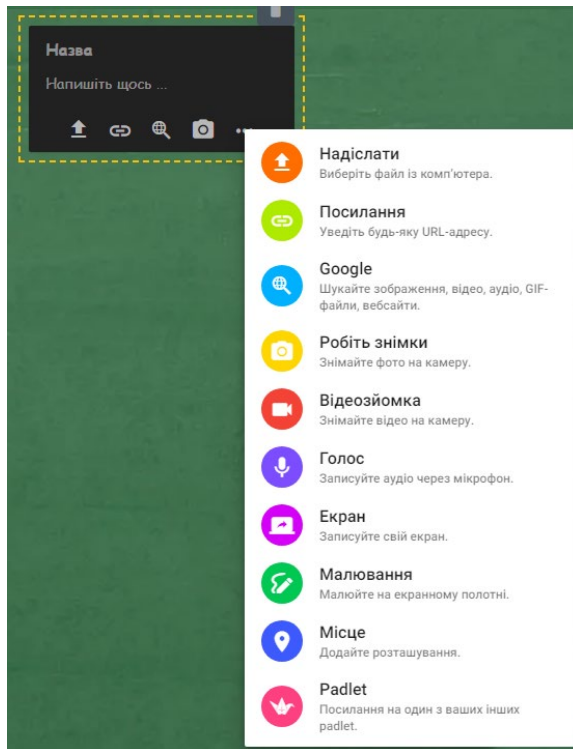 Назва
Напишіть щось ...
Надіслати
Виберіть файл із комп'ютера.
Посилання
Уведіть будь-яку URL-адресу.
Google
Шукайте зображення, відео, аудіо, GIF-
файли, вебсайти.
Робіть знімки
Знімайте фото на камеру.
Відеозйомка
Знімайте відео на камеру.
Голос
Записуйте аудіо через мікрофон.
Екран
Записуйте свій екран.
Малювання
Малюйте на екранному полотні.
Місце
Додайте розташування.
Padlet
Посилання на один з ваших інших
padlet.